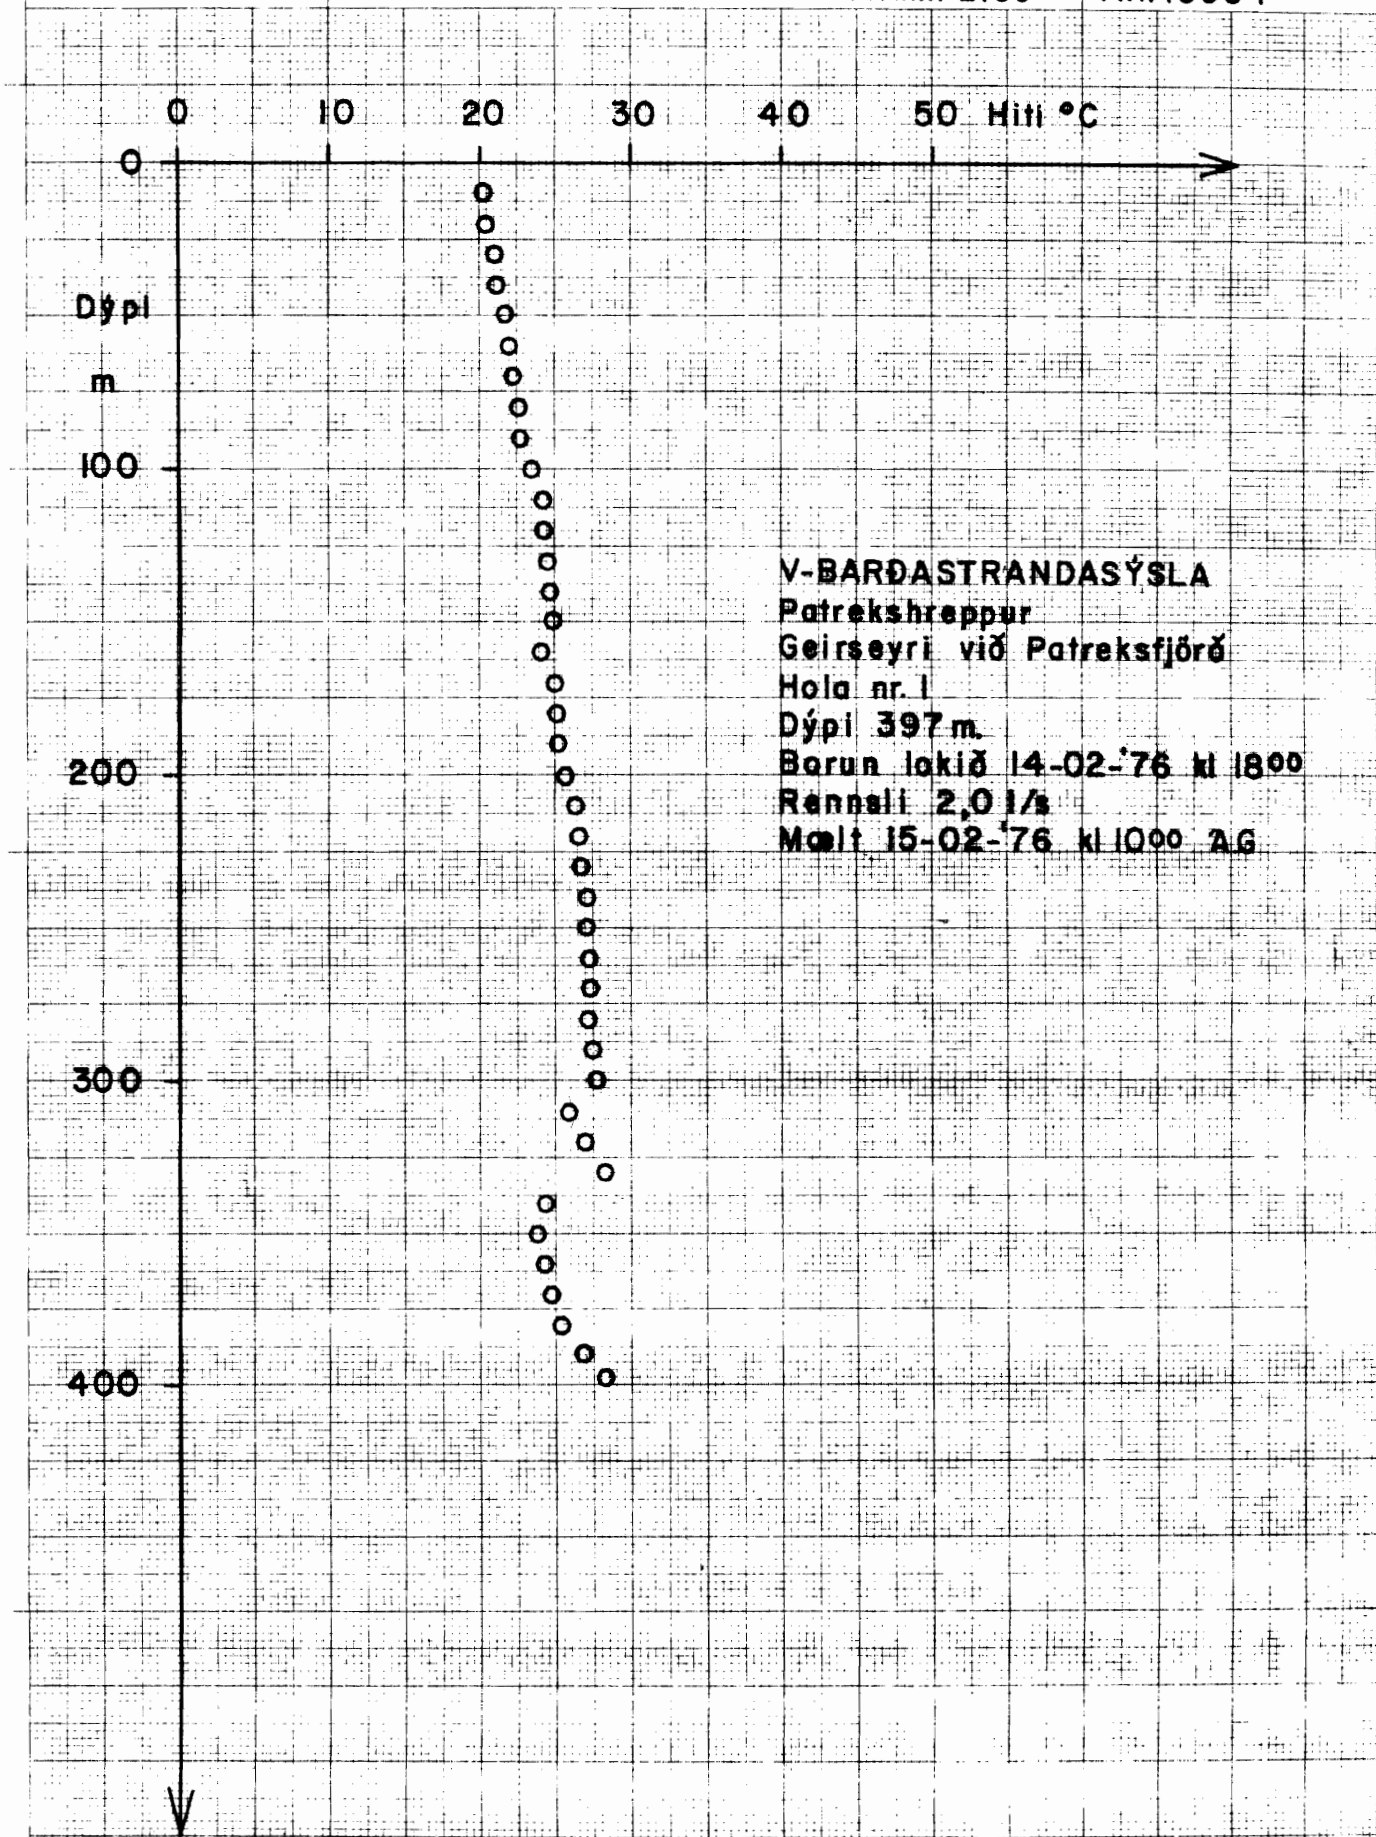 0 10 20 30 40 50 Hiti °C
0
Dýpi
m
100
V-BARÐASTRANDASÝSLA
Patrekshreppur
Geirseyri við Patreksfjörð
Hola nr. 1
Dýpi 397 m.
Borun lokið 14-02-'76 kl 18⁰⁰
200
Rennsli 2,0 l/s
Mælt 15-02-'76 kl 10⁰⁰ ÁG
300
400